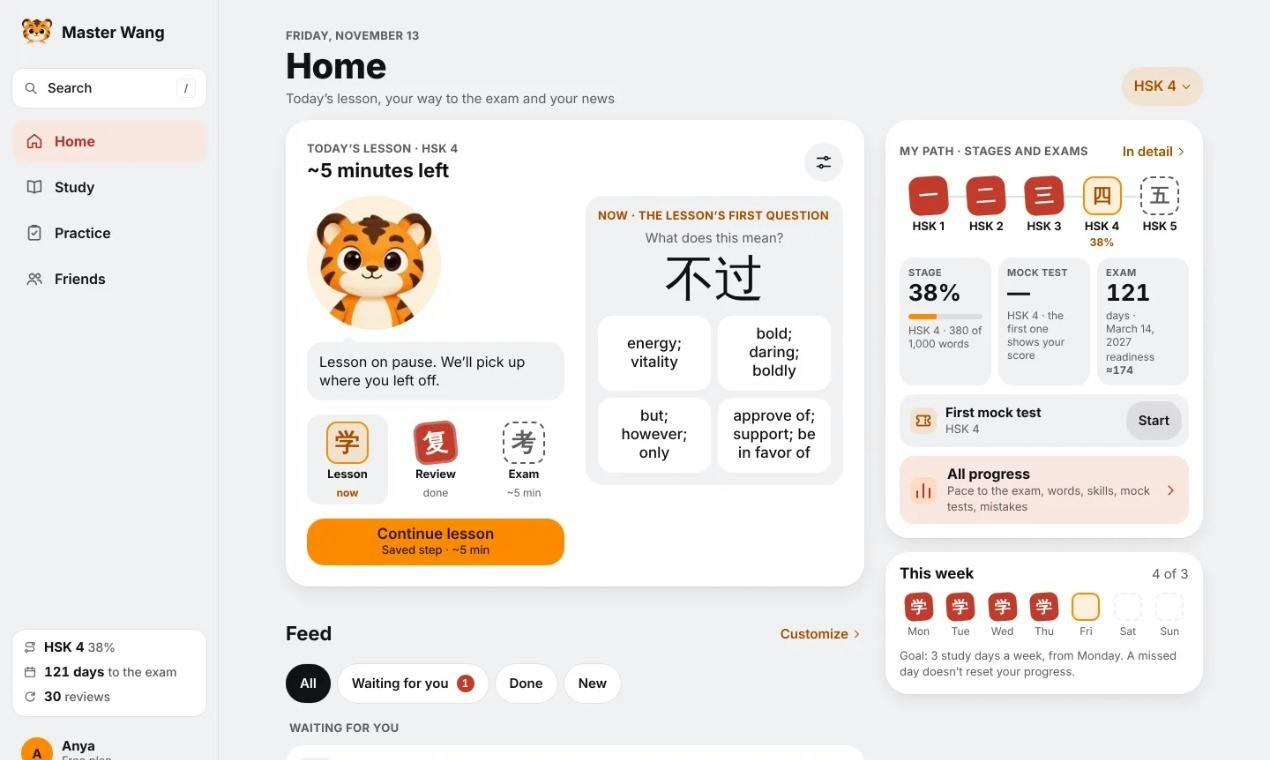 Master Wang
Search /
Home
Study
Practice
Friends
HSK 4 38%
121 days to the exam
30 reviews
A
Anya
FRIDAY, NOVEMBER 13
Home
Today's lesson, your way to the exam and your news
HSK 4
TODAY'S LESSON · HSK 4
~5 minutes left
Lesson on pause. We'll pick up
where you left off.
学
Lesson
now
复
Review
done
考
Exam
~5 min
Continue lesson
Saved step · ~5 min
NOW · THE LESSON'S FIRST QUESTION
What does this mean?
不过
energy;
vitality
bold;
daring;
boldly
but;
however;
only
approve of;
support; be
in favor of
MY PATH · STAGES AND EXAMS
In detail
一 二 三 四 五
HSK 1 HSK 2 HSK 3 HSK 4 HSK 5
38%
STAGE
38%
HSK 4 · 380 of
1,000 words
MOCK TEST
—
HSK 4 · the
first one
shows your
score
EXAM
121
days ·
March 14,
2027
readiness
≈174
First mock test
HSK 4
Start
All progress
Pace to the exam, words, skills, mock
tests, mistakes
This week
4 of 3
学 学 学 学
Mon Tue Wed Thu Fri Sat Sun
Goal: 3 study days a week, from Monday. A missed
day doesn't reset your progress.
Feed
Customize
All
Waiting for you 1
Done
New
WAITING FOR YOU